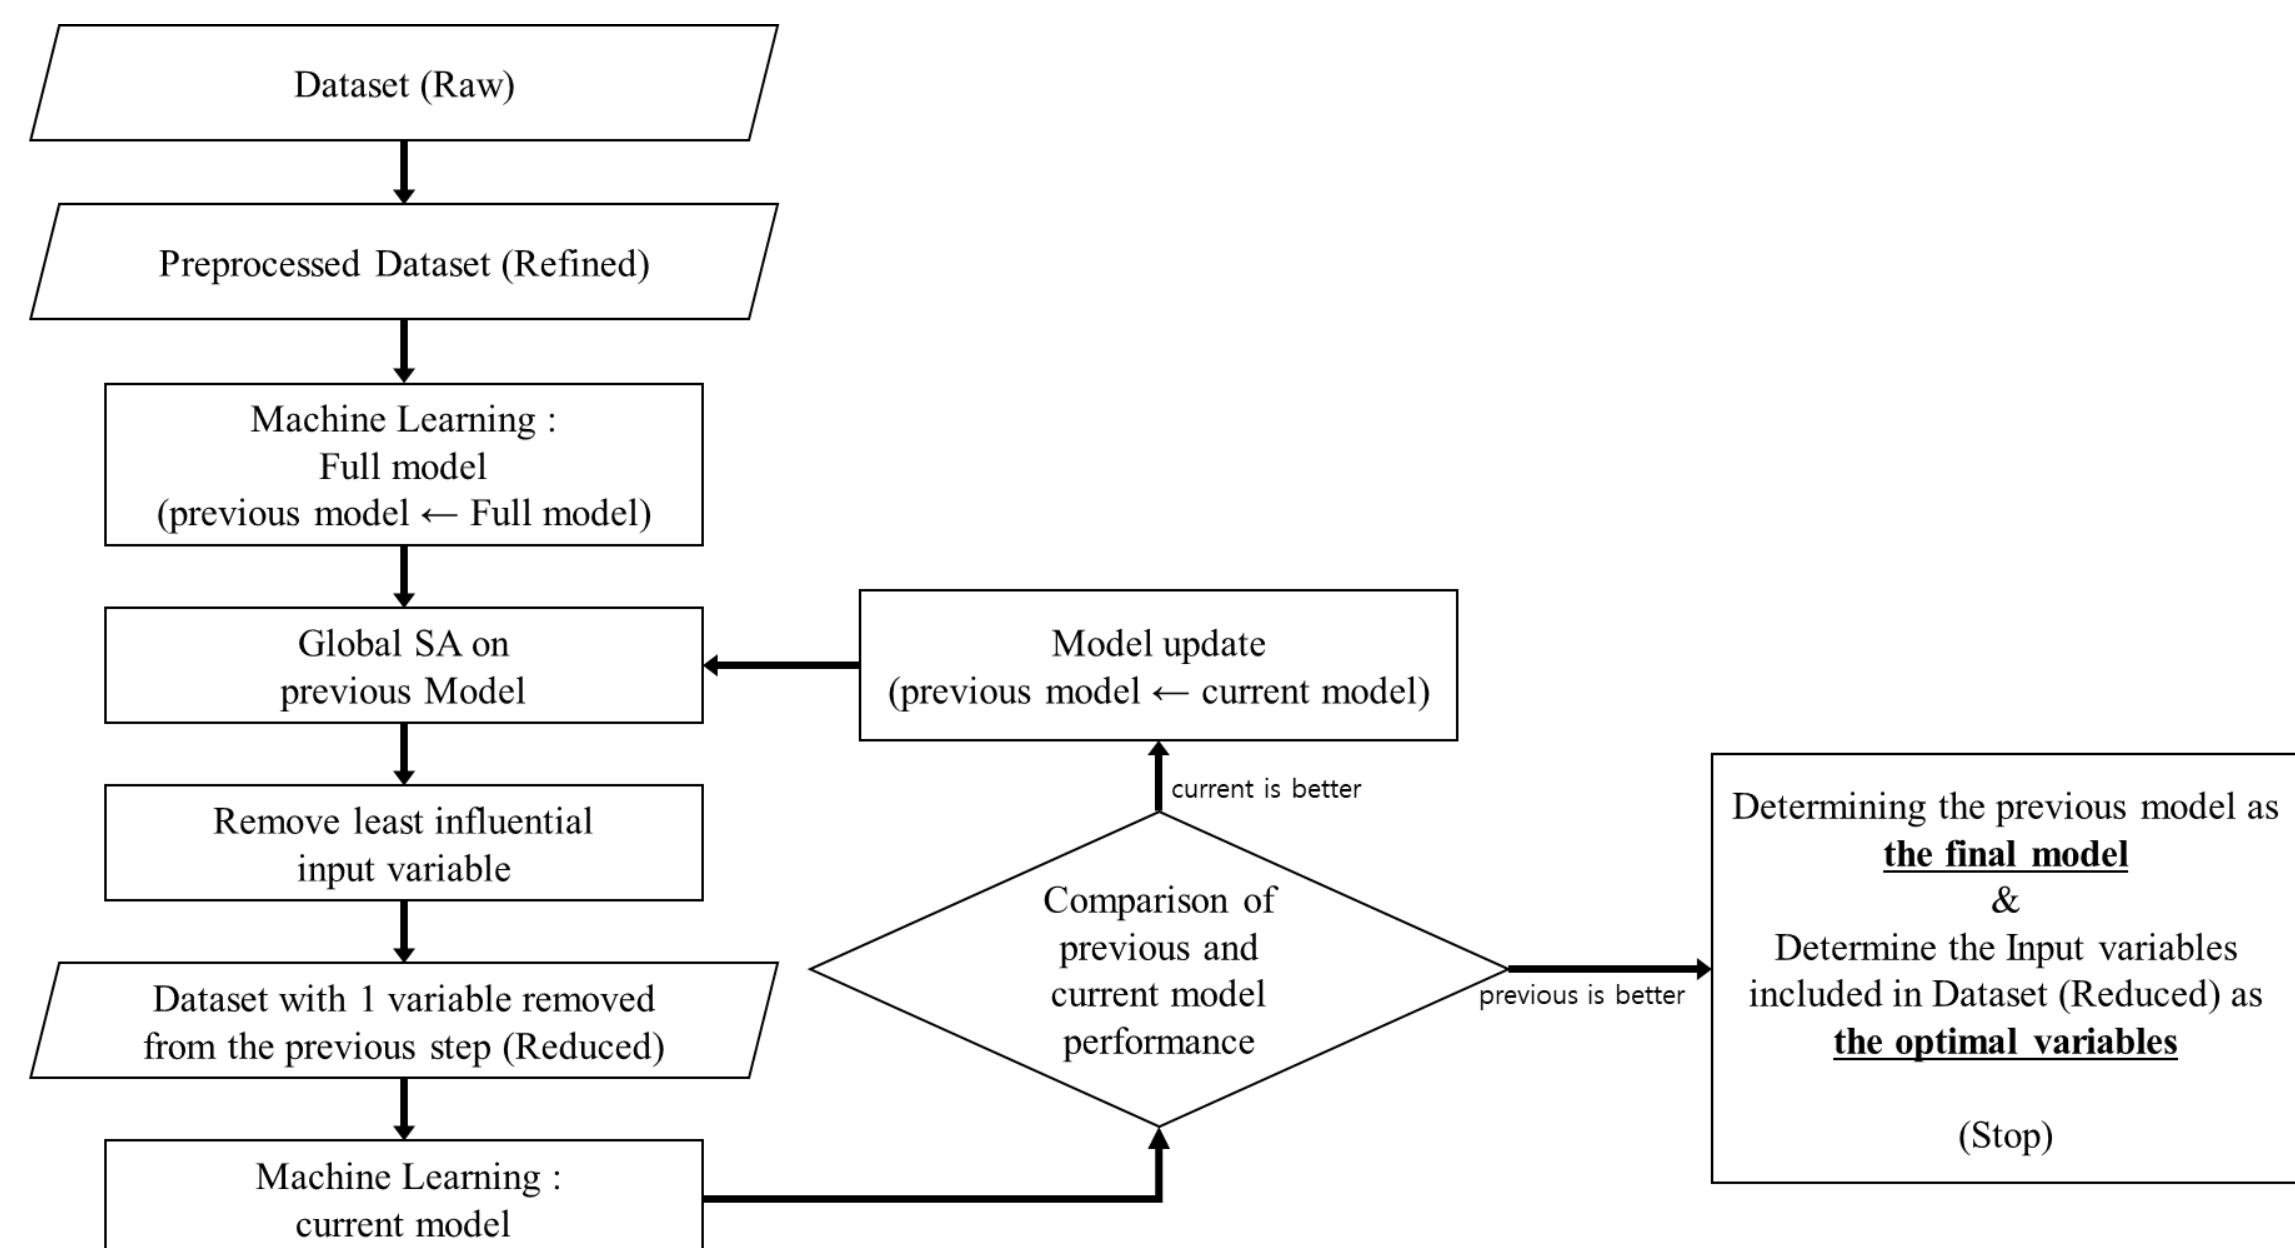 Dataset (Raw)
Preprocessed Dataset (Refined)
Machine Learning :
Full model
(previous model ← Full model)
Global SA on
previous Model
Remove least influential
input variable
Dataset with 1 variable removed
from the previous step (Reduced)
Machine Learning :
current model
Model update
(previous model ← current model)
current is better
Comparison of
previous and
current model
performance
previous is better
Determining the previous model as
the final model
&
Determine the Input variables
included in Dataset (Reduced) as
the optimal variables
(Stop)